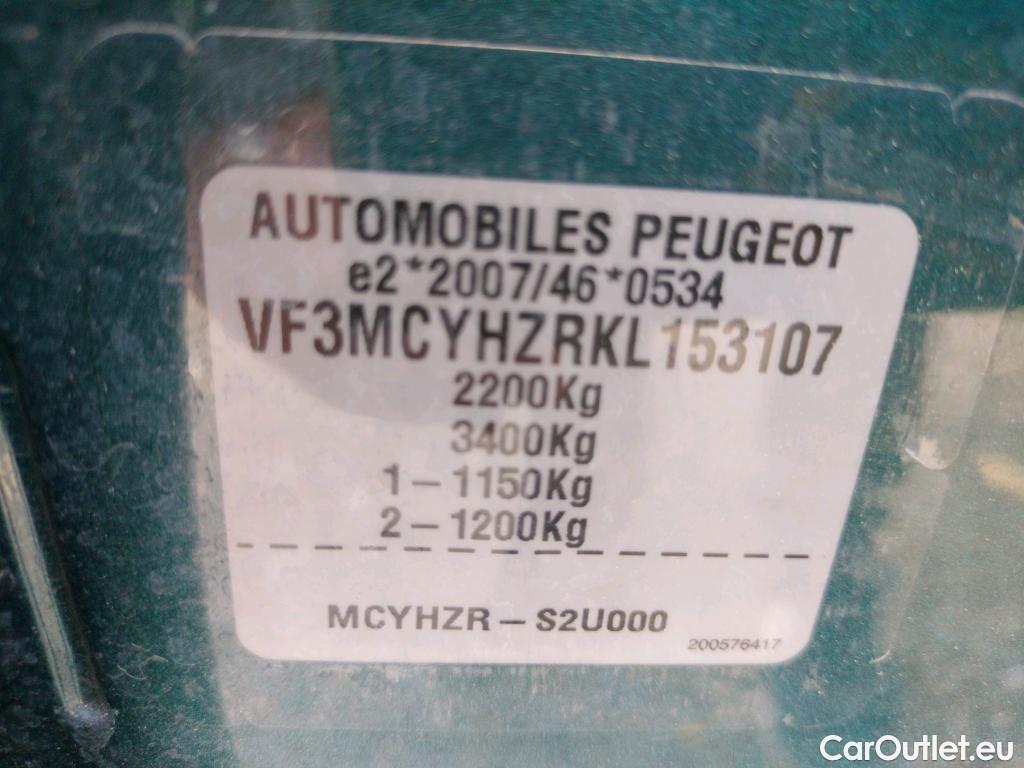 AUTOMOBILES PEUGEOT
e2*2007/46*0534
VF3MCYHZRKL153107
2200Kg
3400Kg
1-1150Kg
2-1200Kg
MCYHZR-S2U000
200576417
CarOutlet.eu